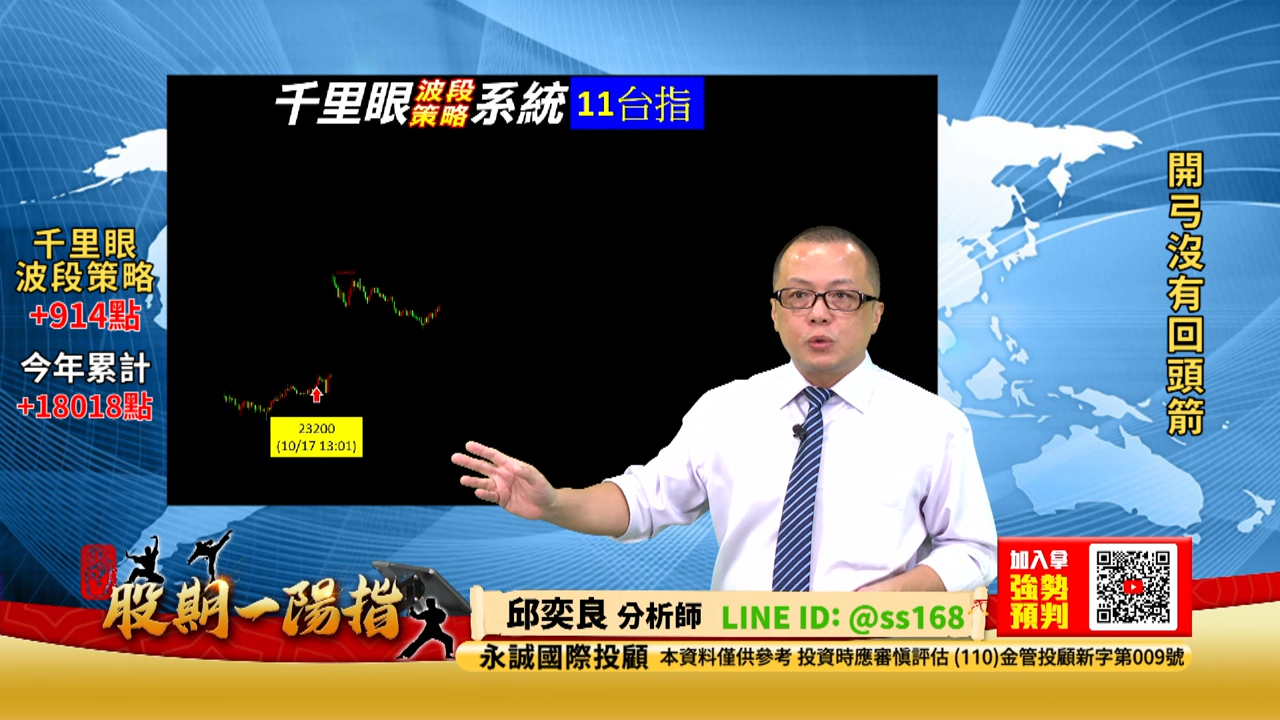 千里眼波段策略系統 11台指
千里眼
波段策略
+914點
今年累計
+18018點
開弓沒有回頭箭
23200
(10/17 13:01)
股期一陽指
加入拿
強勢
預判
邱奕良 分析師 LINE ID: @ss168
永誠國際投顧 本資料僅供參考 投資時應審慎評估 (110)金管投顧新字第009號